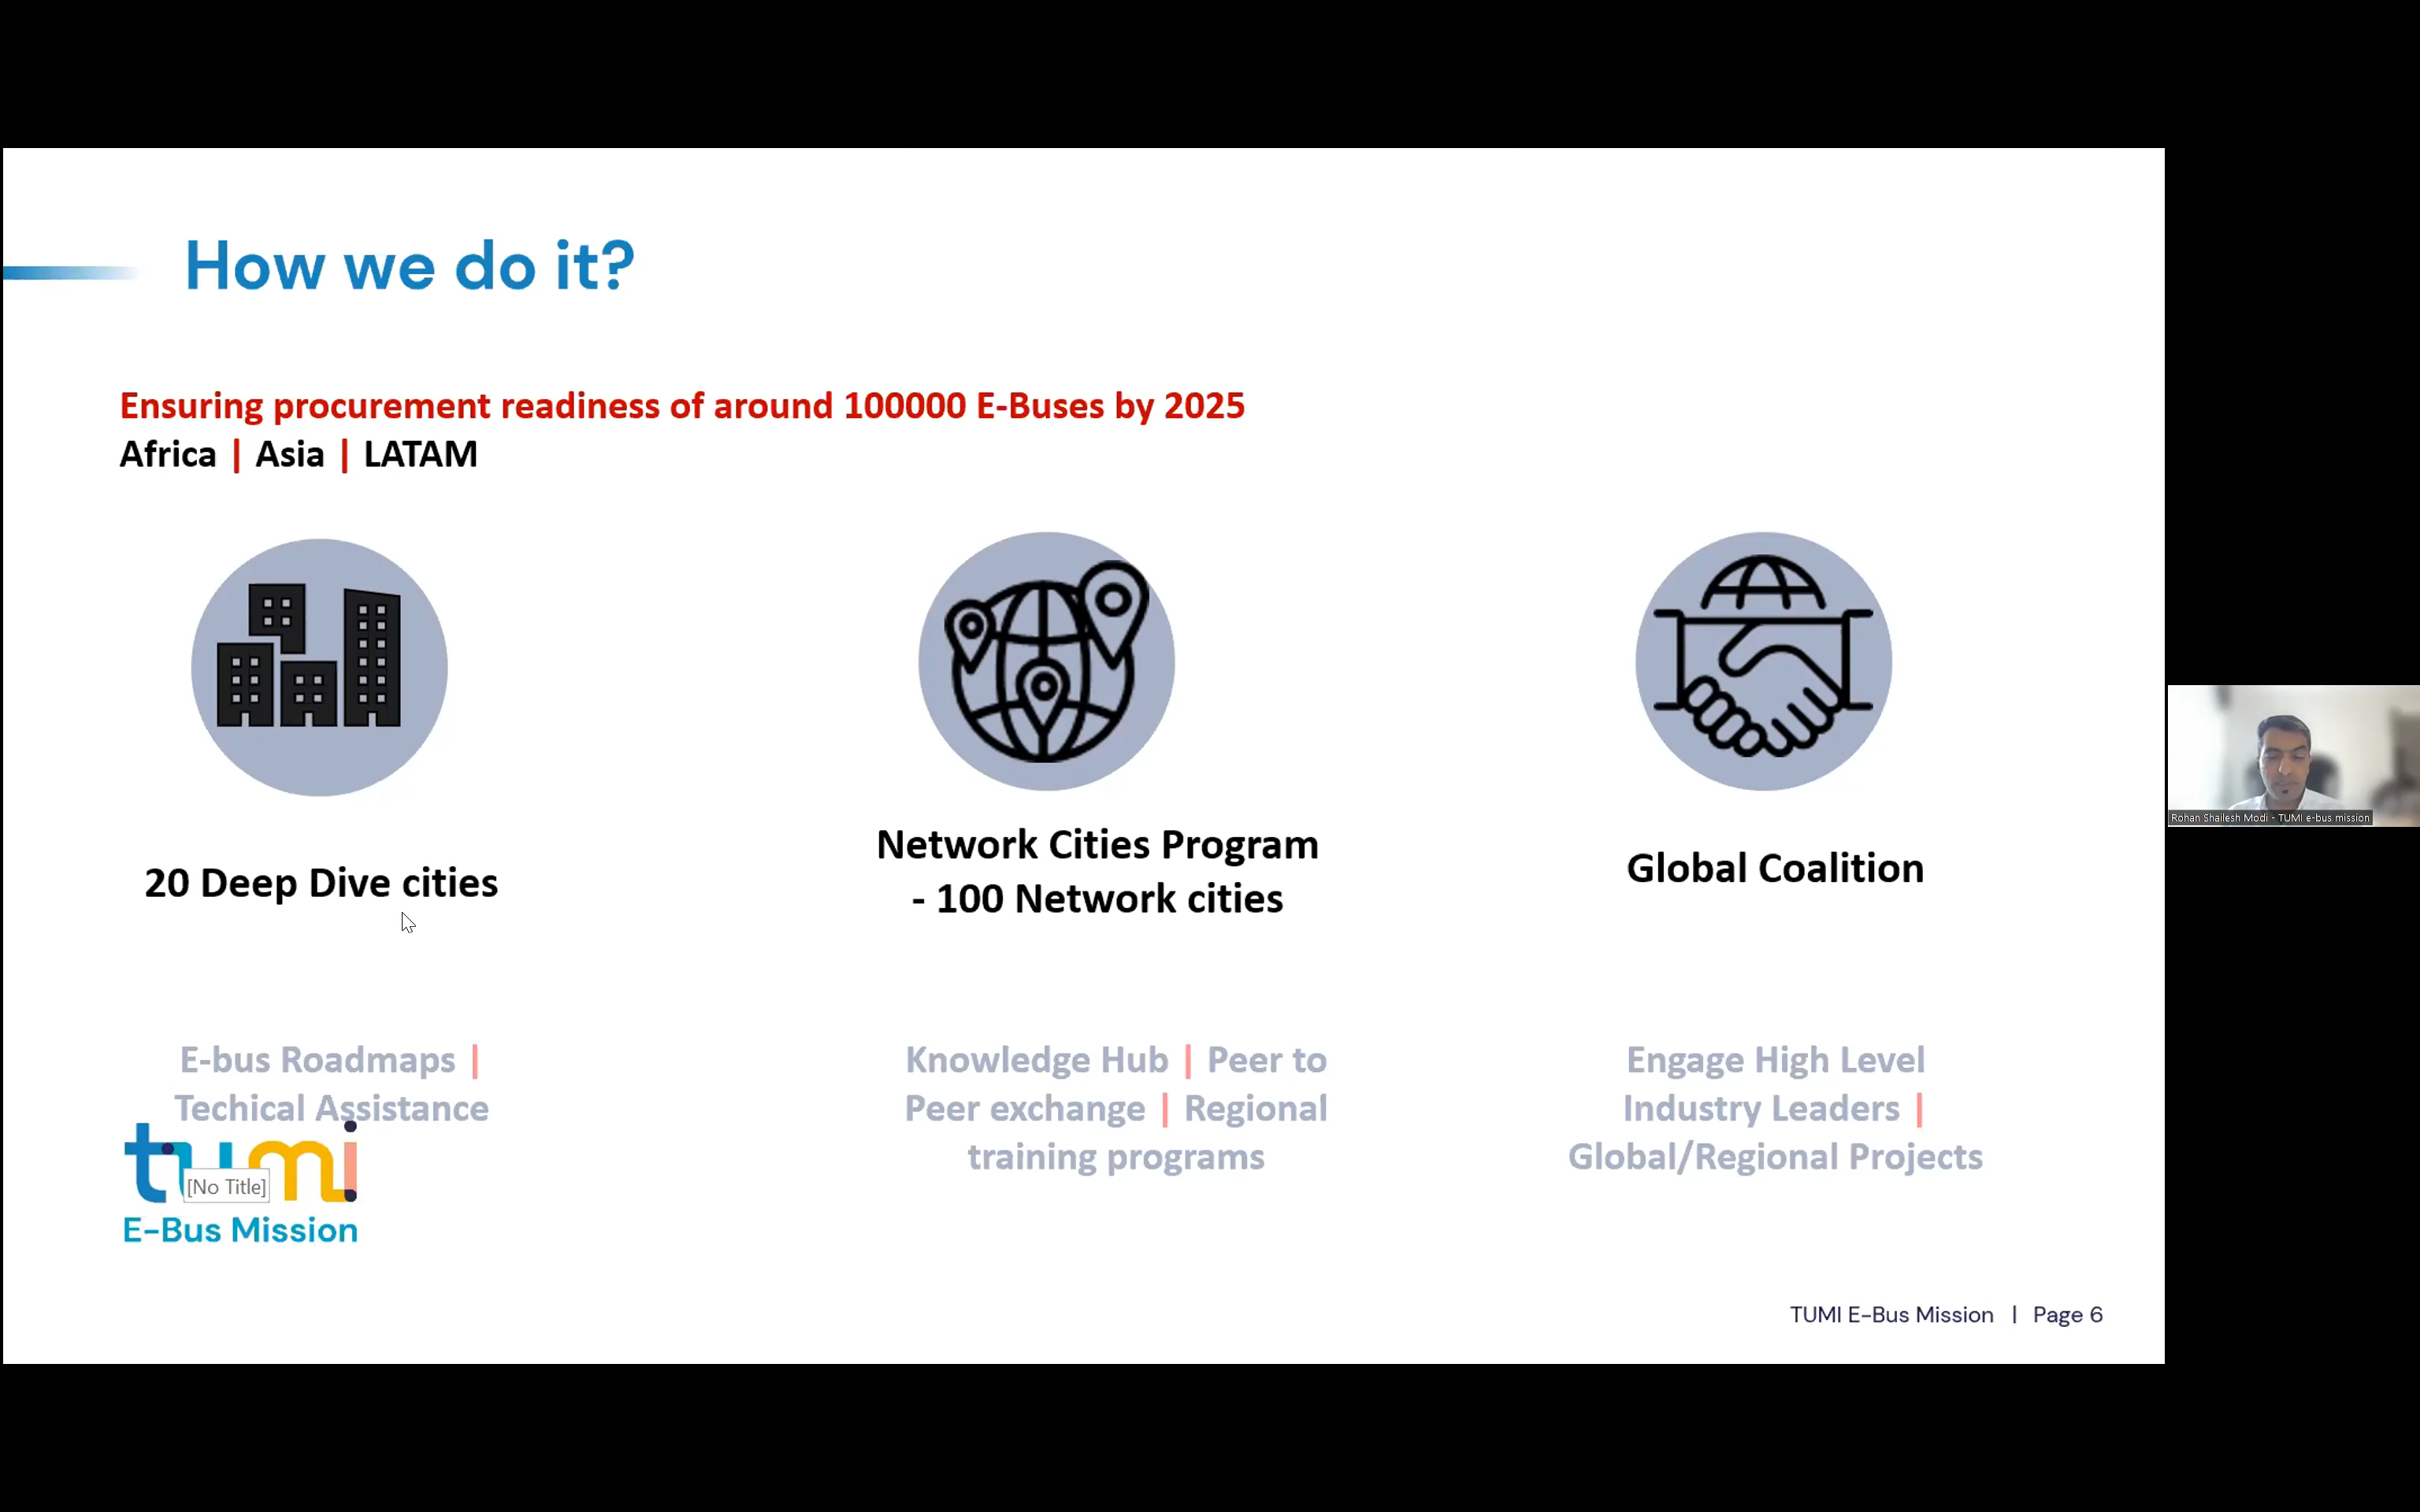 How we do it?
Ensuring procurement readiness of around 100000 E-Buses by 2025
Africa | Asia | LATAM
20 Deep Dive cities
Network Cities Program
- 100 Network cities
Global Coalition
E-bus Roadmaps |
Techical Assistance
Knowledge Hub | Peer to
Peer exchange | Regional
training programs
Engage High Level
Industry Leaders |
Global/Regional Projects
tumi
[No Title]
E-Bus Mission
TUMI E-Bus Mission | Page 6
Rohan Shailesh Modi - TUMI e-bus mission